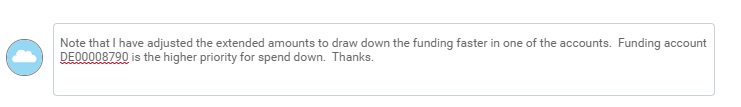 Note that I have adjusted the extended amounts to draw down the funding faster in one of the accounts.  Funding account
DE00008790 is the higher priority for spend down.  Thanks.